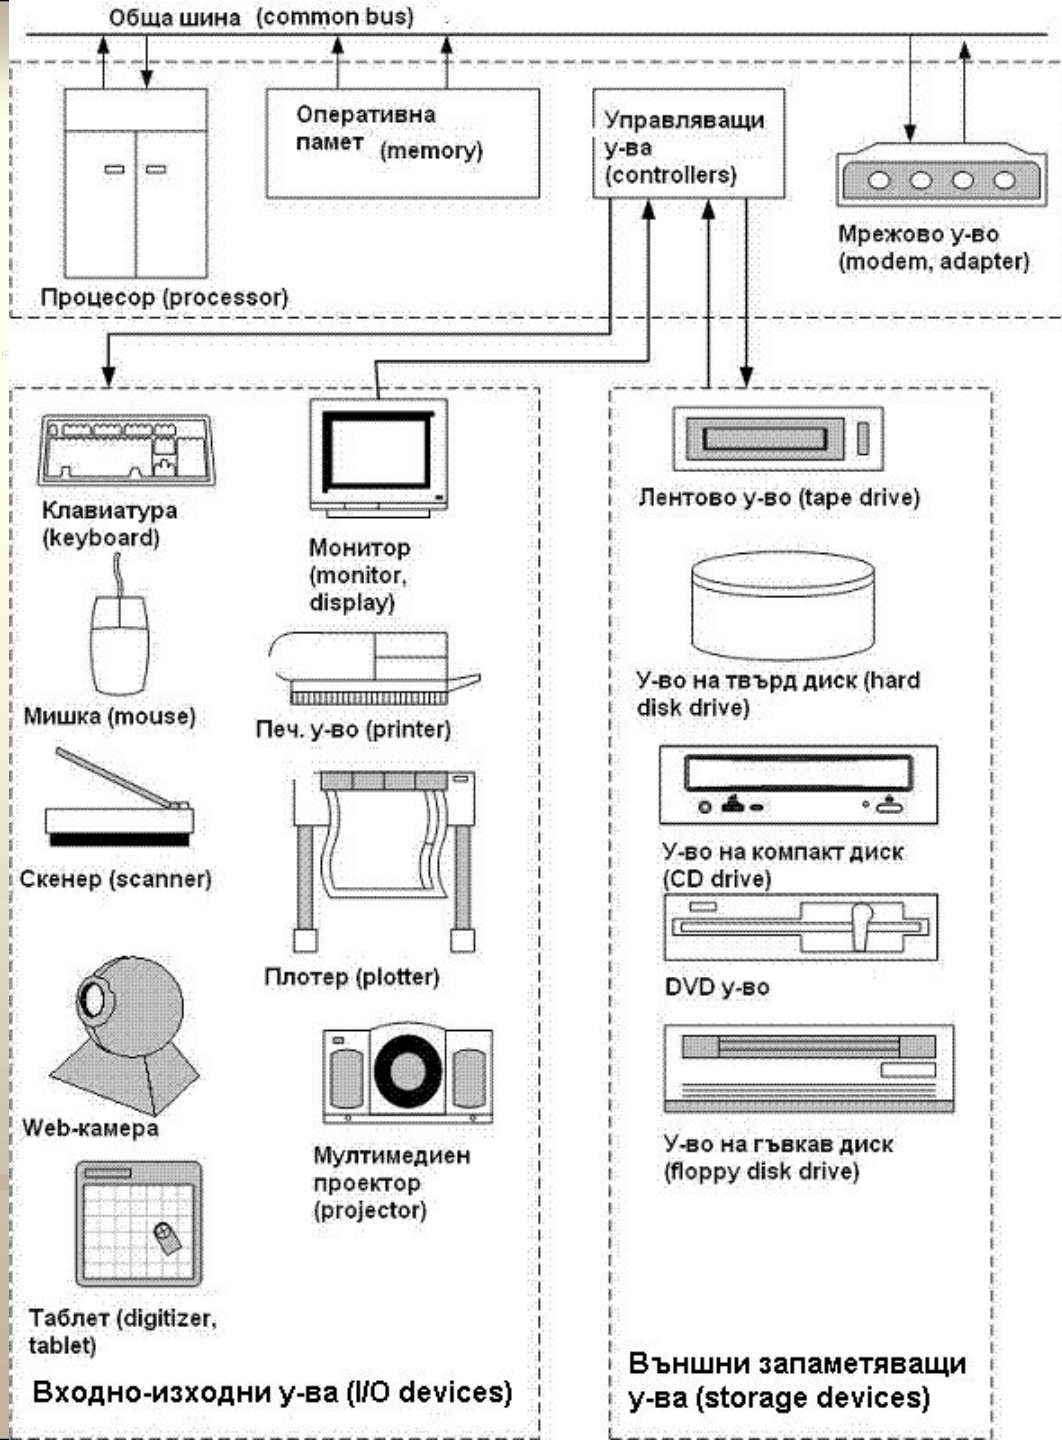 Обща шина (common bus)
Оперативна
памет (memory)
Управляващи
у-ва
(controllers)
Мрежово у-во
(modem, adapter)
Процесор (processor)
Клавиатура
(keyboard)
Мишка (mouse)
Скенер (scanner)
Web-камера
Таблет (digitizer,
tablet)
Монитор
(monitor,
display)
Печ. у-во (printer)
Плотер (plotter)
Мултимедиен
проектор
(projector)
Входно-изходни у-ва (I/O devices)
Лентово у-во (tape drive)
У-во на твърд диск (hard
disk drive)
У-во на компакт диск
(CD drive)
DVD у-во
У-во на гъвкав диск
(floppy disk drive)
Външни запаметяващи
у-ва (storage devices)